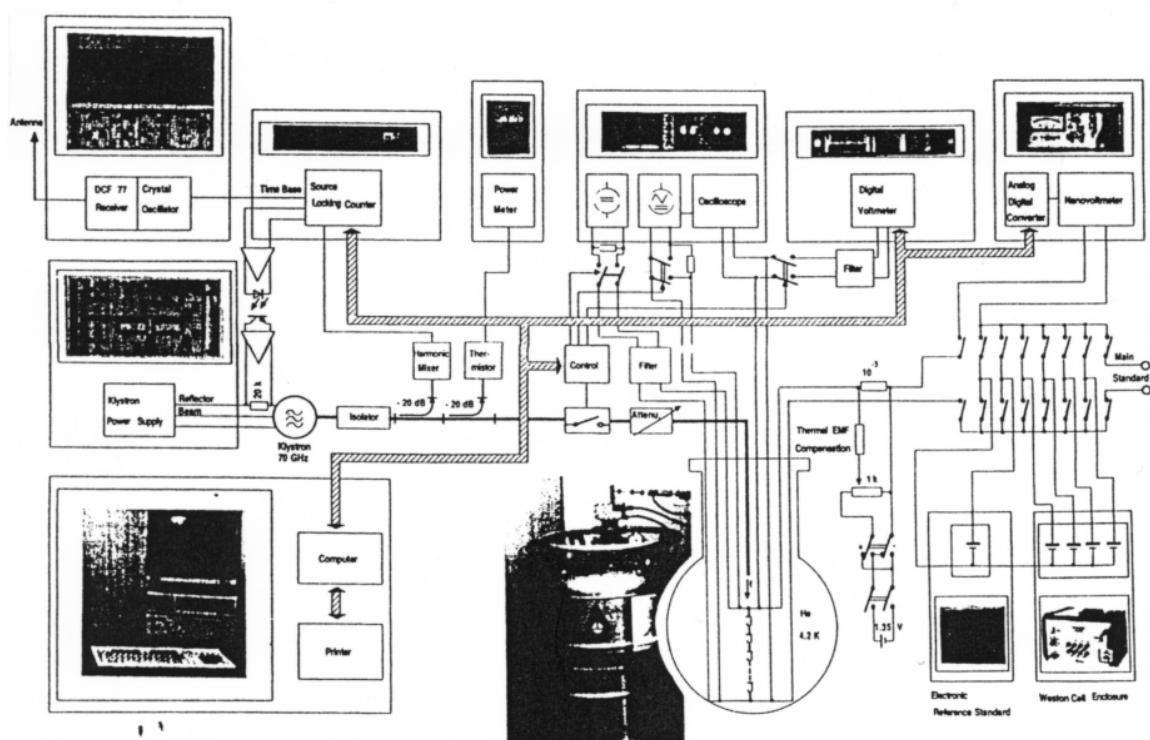 Antenna
DCF 77
Receiver
Crystal
Oscillator
Time Base
Source
Locking Counter
Power
Meter
Oscilloscope
Digital
Voltmeter
Analog
Digital
Converter
Nanovoltmeter
Filter
Harmonic
Mixer
Ther-
mistor
Control
Filter
10
Main
Standard
Klystron
Power Supply
Reflector
Beam
20 k
Klystron
70 GHz
Isolator
- 20 dB
- 20 dB
Attenu.
Thermal EMF
Compensation
1 k
Computer
Printer
f
He
4.2 K
1.35 V
Electronic
Reference Standard
Weston Cell Enclosure